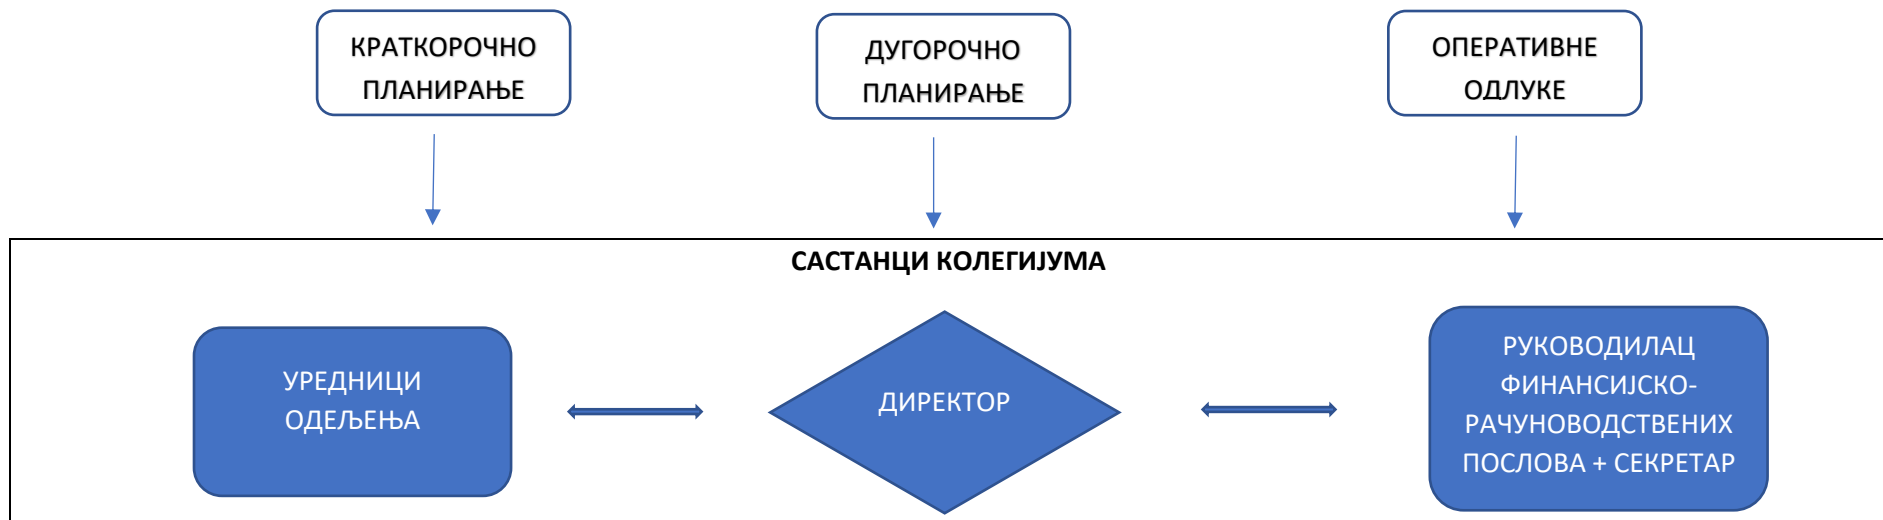 КРАТКОРОЧНО
ПЛАНИРАЊЕ
ДУГОРОЧНО
ПЛАНИРАЊЕ
ОПЕРАТИВНЕ
ОДЛУКЕ
САСТАНЦИ КОЛЕГИЈУМА
УРЕДНИЦИ
ОДЕЉЕЊА
ДИРЕКТОР
РУКОВОДИЛАЦ
ФИНАНСИЈСКО-
РАЧУНОВОДСТВЕНИХ
ПОСЛОВА + СЕКРЕТАР